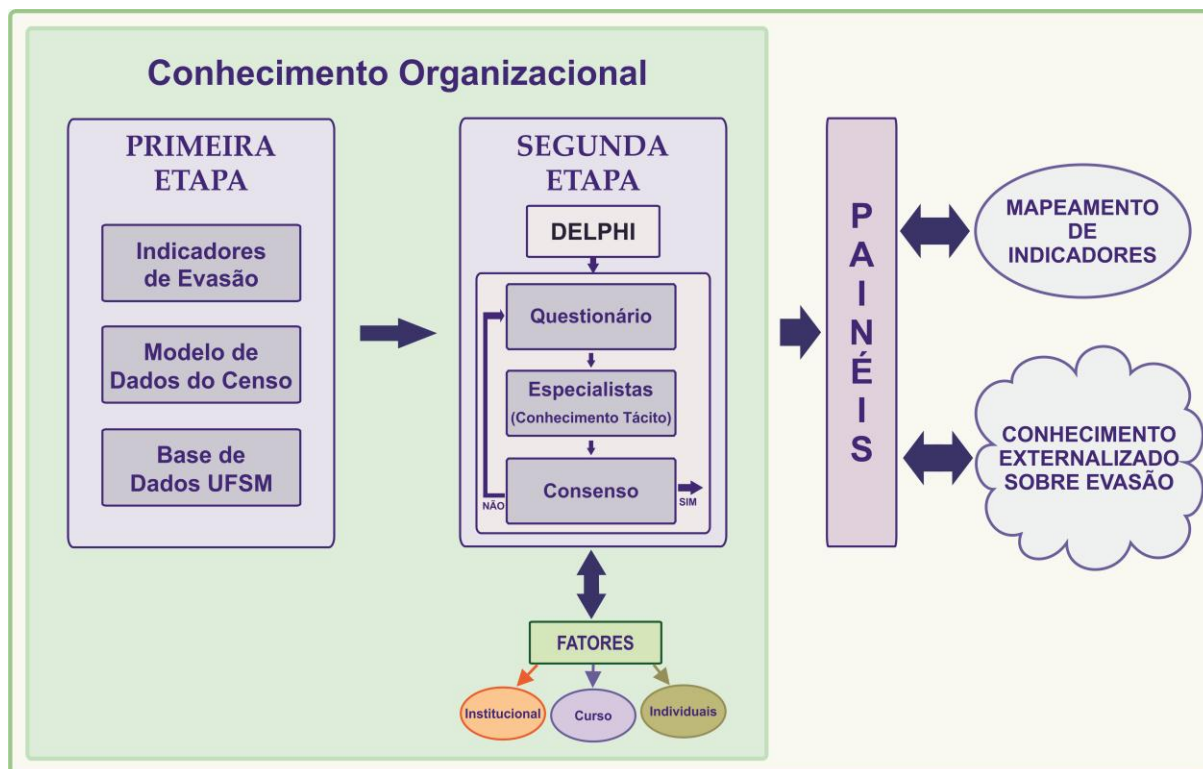 Conhecimento Organizacional
PRIMEIRA
ETAPA
Indicadores
de Evasão
Modelo de
Dados do Censo
Base de
Dados UFSM
SEGUNDA
ETAPA
DELPHI
Questionário
Especialistas
(Conhecimento Tácito)
Consenso
NÃO
SIM
FATORES
Institucional
Curso
Individuais
PAINÉIS
MAPEAMENTO
DE
INDICADORES
CONHECIMENTO
EXTERNALIZADO
SOBRE EVASÃO